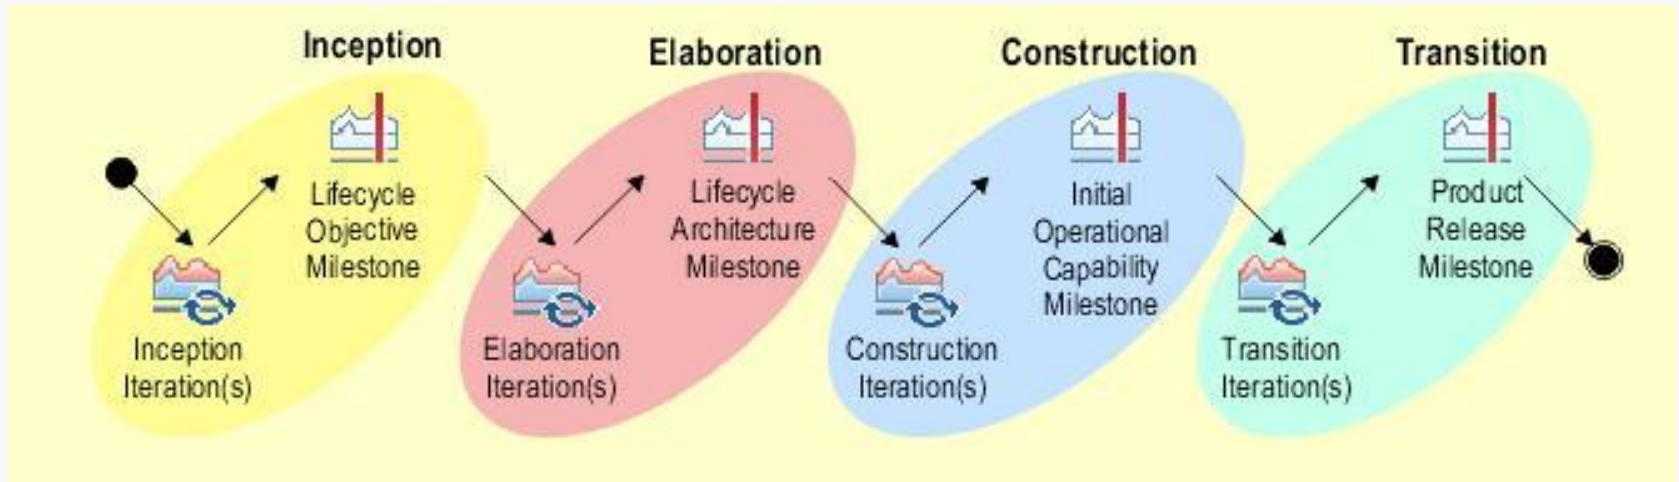 Inception
Elaboration
Construction
Transition
Lifecycle
Objective
Milestone
Inception
Iteration(s)
Lifecycle
Architecture
Milestone
Elaboration
Iteration(s)
Initial
Operational
Capability
Milestone
Construction
Iteration(s)
Product
Release
Milestone
Transition
Iteration(s)